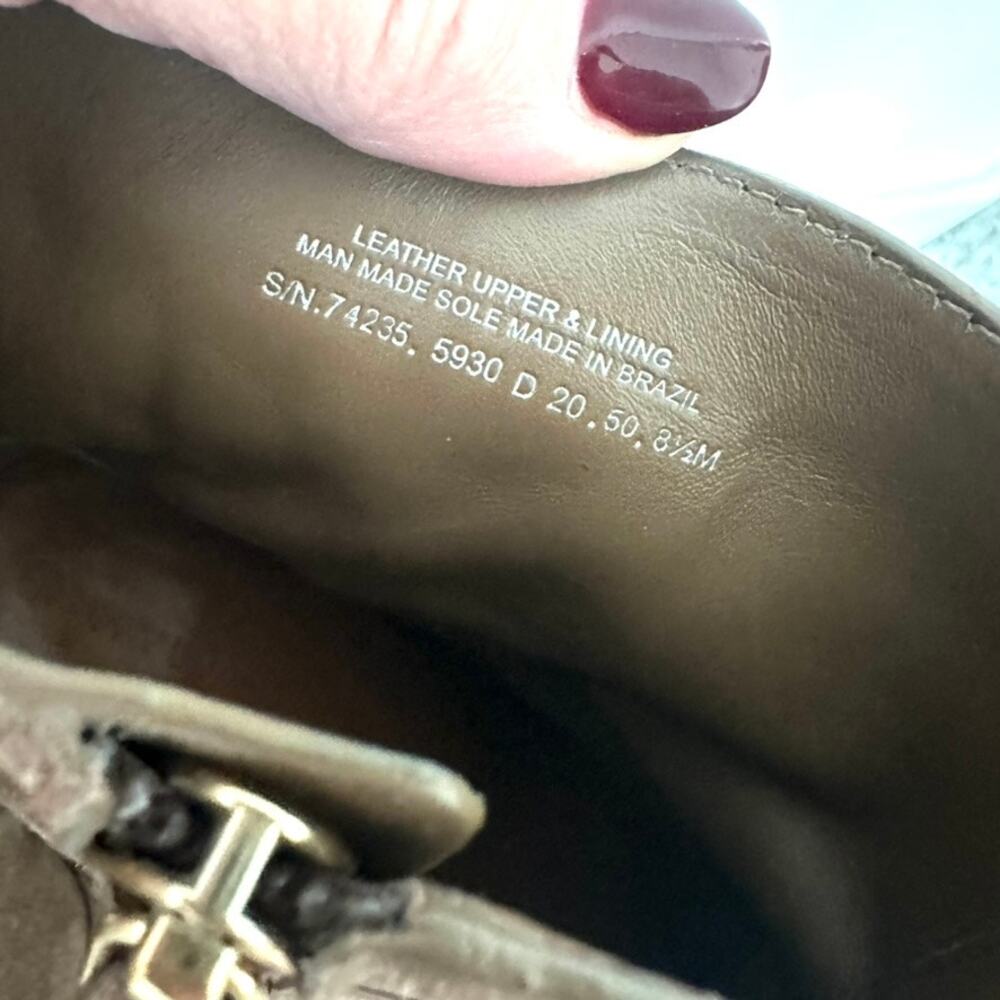 LEATHER UPPER & LINING
MAN MADE SOLE MADE IN BRAZIL
S/N.74235. 5930 D 20.50. 8½M